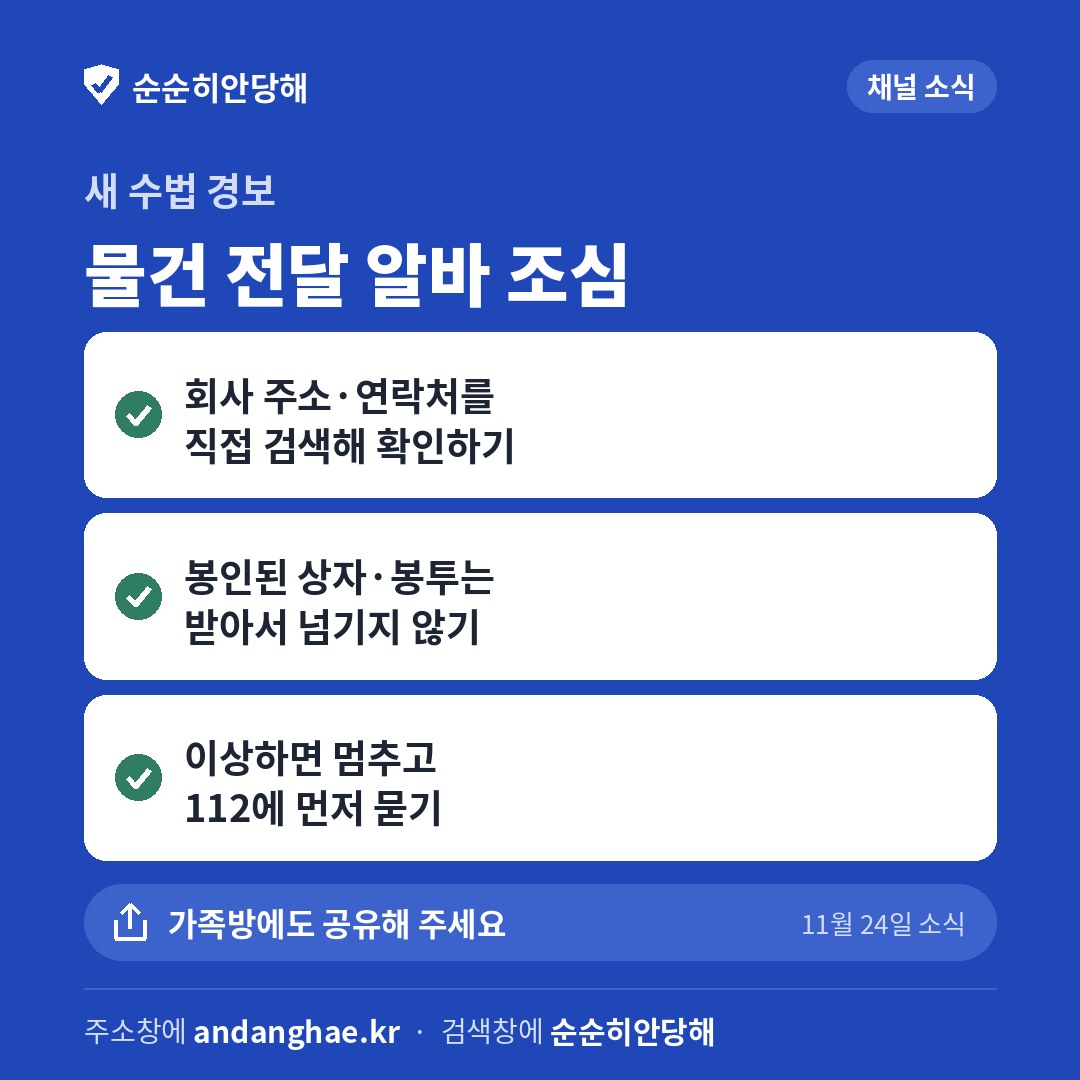 순순히안당해
채널 소식
새 수법 경보
물건 전달 알바 조심
회사 주소·연락처를
직접 검색해 확인하기
봉인된 상자·봉투는
받아서 넘기지 않기
이상하면 멈추고
112에 먼저 묻기
가족방에도 공유해 주세요
11월 24일 소식
주소창에 andanghae.kr · 검색창에 순순히안당해